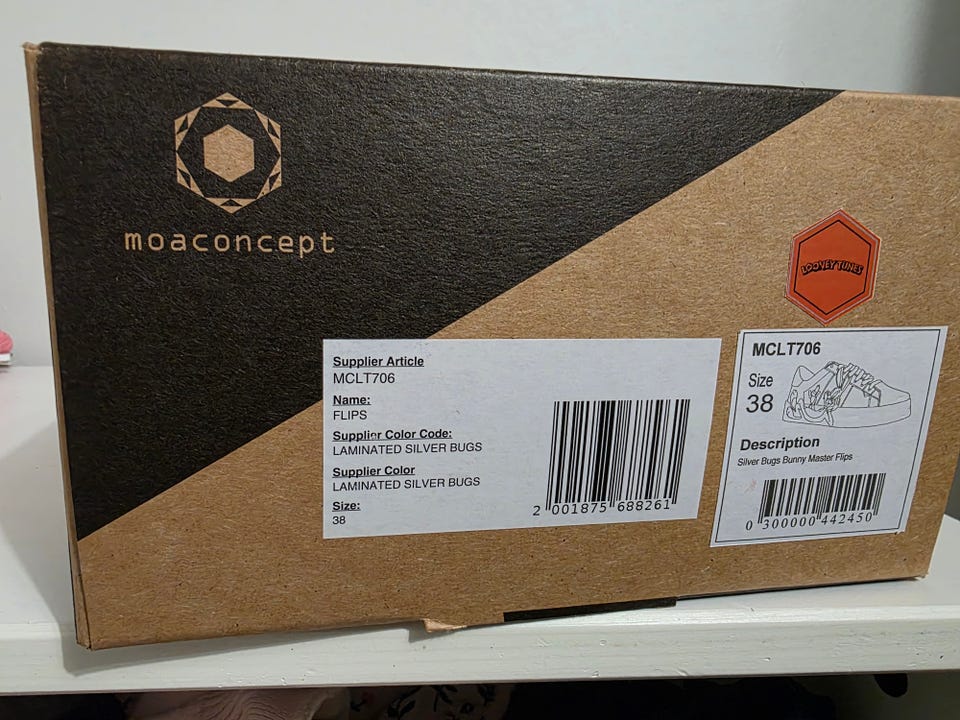 moaconcept
LOONEY TUNES
Supplier Article
MCLT706
Name:
FLIPS
Supplier Color Code:
LAMINATED SILVER BUGS
Supplier Color
LAMINATED SILVER BUGS
Size:
38
2 001875 688261
MCLT706
Size
38
Description
Silver Bugs Bunny Master Flips
0 300000 442450